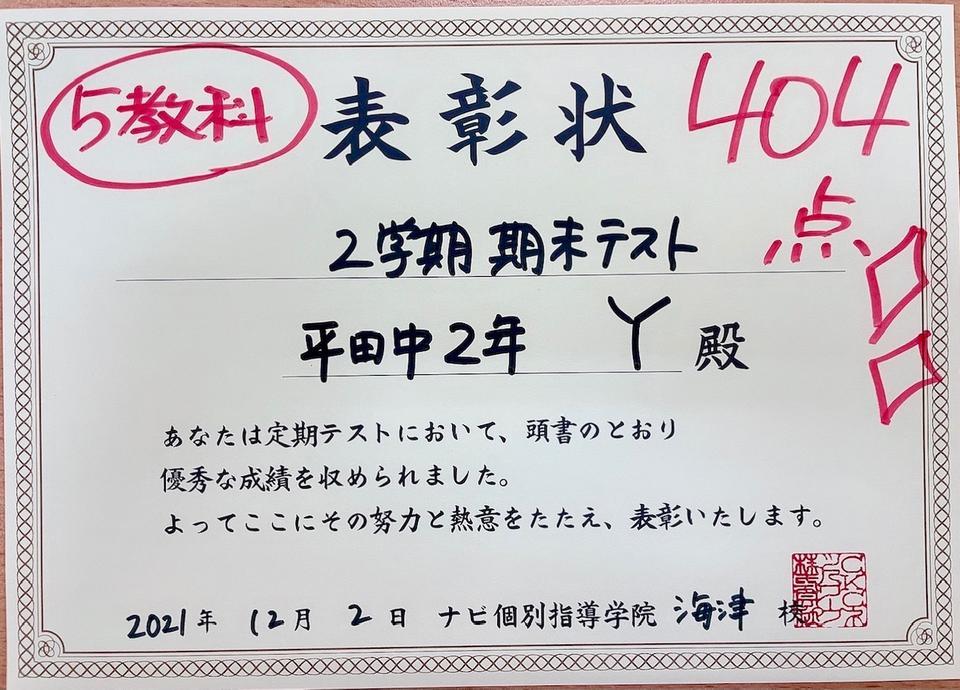 5教科 表彰状 404
点
2学期 期末テスト
平田中2年 Y 殿
あなたは定期テストにおいて、頭書のとおり
優秀な成績を収められました。
よってここにその努力と熱意をたたえ、表彰いたします。
2021年 12月 2日 ナビ個別指導学院 海津 校